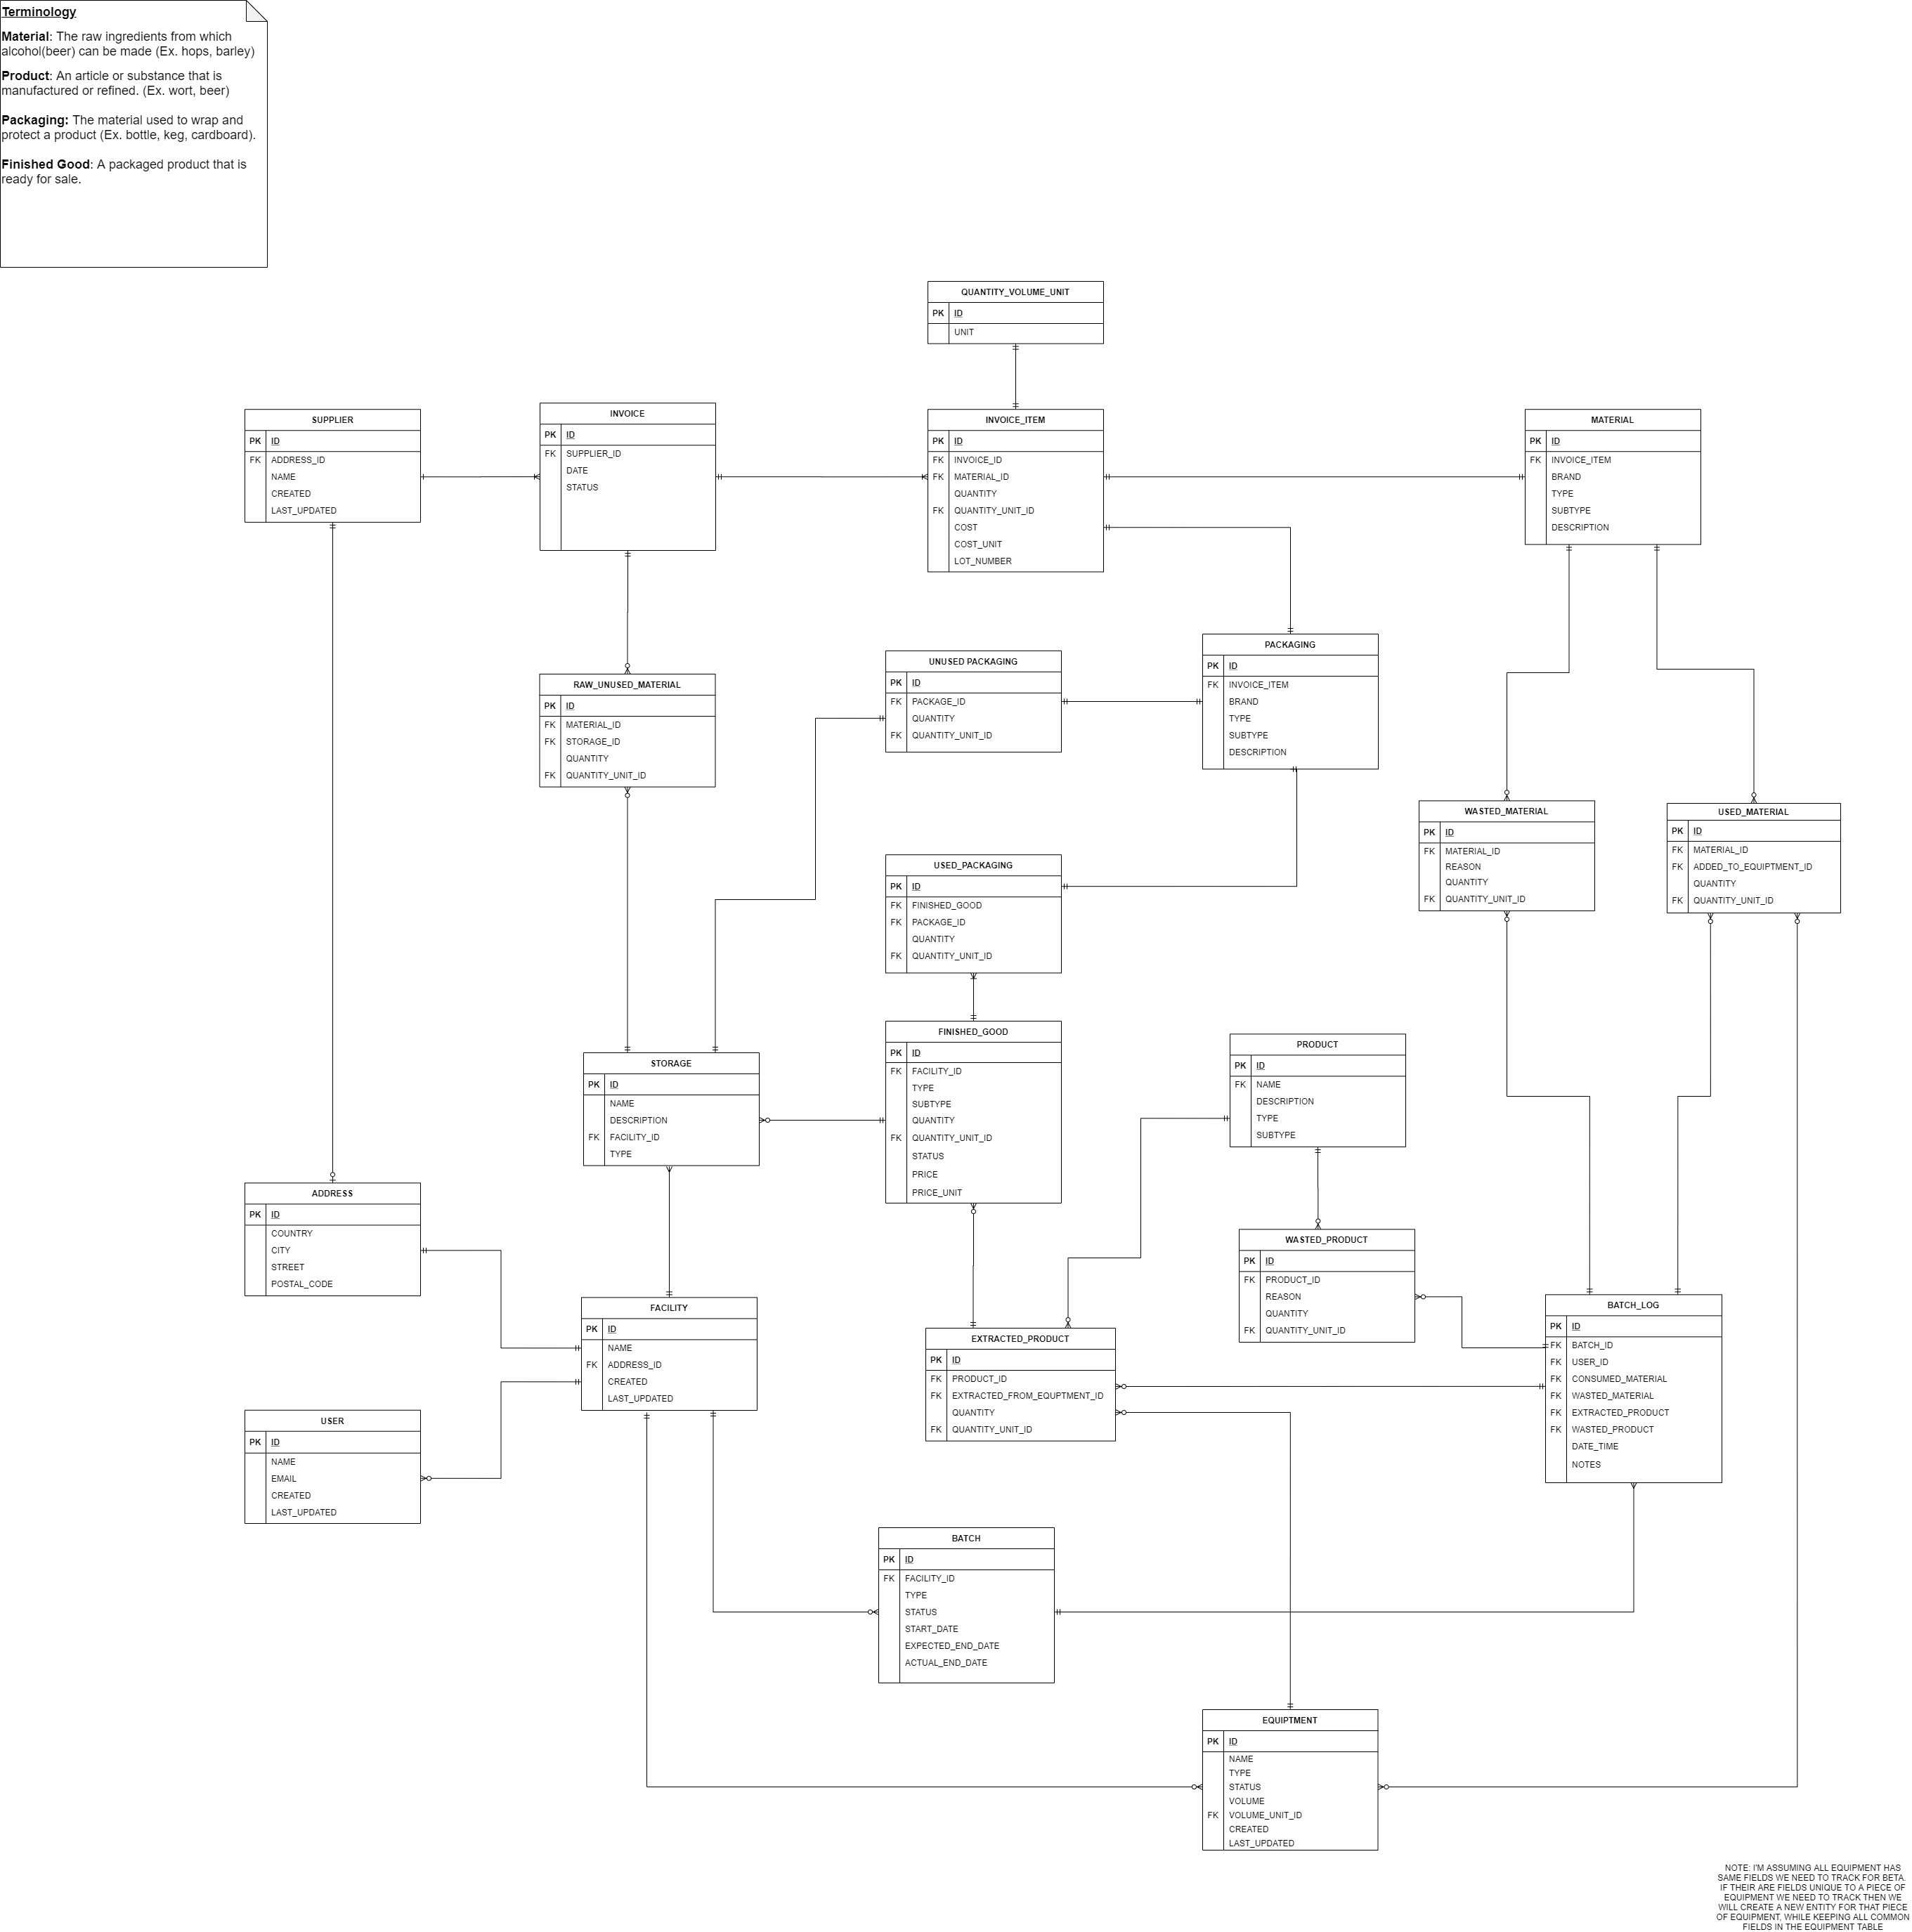 Terminology
Material: The raw ingredients from which
alcohol(beer) can be made (Ex. hops, barley)
Product: An article or substance that is
manufactured or refined. (Ex. wort, beer)
Packaging: The material used to wrap and
protect a product (Ex. bottle, keg, cardboard).
Finished Good: A packaged product that is
ready for sale.
QUANTITY_VOLUME_UNIT
PK ID
UNIT
SUPPLIER
PK ID
FK ADDRESS_ID
NAME
CREATED
LAST_UPDATED
INVOICE
PK ID
FK SUPPLIER_ID
DATE
STATUS
INVOICE_ITEM
PK ID
FK INVOICE_ID
FK MATERIAL_ID
QUANTITY
FK QUANTITY_UNIT_ID
COST
COST_UNIT
LOT_NUMBER
MATERIAL
PK ID
FK INVOICE_ITEM
BRAND
TYPE
SUBTYPE
DESCRIPTION
RAW_UNUSED_MATERIAL
PK ID
FK MATERIAL_ID
FK STORAGE_ID
QUANTITY
FK QUANTITY_UNIT_ID
UNUSED PACKAGING
PK ID
FK PACKAGE_ID
QUANTITY
FK QUANTITY_UNIT_ID
PACKAGING
PK ID
FK INVOICE_ITEM
BRAND
TYPE
SUBTYPE
DESCRIPTION
WASTED_MATERIAL
PK ID
FK MATERIAL_ID
REASON
QUANTITY
FK QUANTITY_UNIT_ID
USED_MATERIAL
PK ID
FK MATERIAL_ID
FK ADDED_TO_EQUIPTMENT_ID
QUANTITY
FK QUANTITY_UNIT_ID
USED_PACKAGING
PK ID
FK FINISHED_GOOD
FK PACKAGE_ID
QUANTITY
FK QUANTITY_UNIT_ID
STORAGE
PK ID
NAME
DESCRIPTION
FK FACILITY_ID
TYPE
FINISHED_GOOD
PK ID
FK FACILITY_ID
TYPE
SUBTYPE
QUANTITY
FK QUANTITY_UNIT_ID
STATUS
PRICE
PRICE_UNIT
PRODUCT
PK ID
FK NAME
DESCRIPTION
TYPE
SUBTYPE
ADDRESS
PK ID
COUNTRY
CITY
STREET
POSTAL_CODE
WASTED_PRODUCT
PK ID
FK PRODUCT_ID
REASON
QUANTITY
FK QUANTITY_UNIT_ID
FACILITY
PK ID
NAME
FK ADDRESS_ID
CREATED
LAST_UPDATED
EXTRACTED_PRODUCT
PK ID
FK PRODUCT_ID
FK EXTRACTED_FROM_EQUPTMENT_ID
QUANTITY
FK QUANTITY_UNIT_ID
BATCH_LOG
PK ID
FK BATCH_ID
FK USER_ID
FK CONSUMED_MATERIAL
FK WASTED_MATERIAL
FK EXTRACTED_PRODUCT
FK WASTED_PRODUCT
DATE_TIME
NOTES
USER
PK ID
NAME
EMAIL
CREATED
LAST_UPDATED
BATCH
PK ID
FK FACILITY_ID
TYPE
STATUS
START_DATE
EXPECTED_END_DATE
ACTUAL_END_DATE
EQUIPTMENT
PK ID
NAME
TYPE
STATUS
VOLUME
FK VOLUME_UNIT_ID
CREATED
LAST_UPDATED
NOTE: I'M ASSUMING ALL EQUIPMENT HAS
SAME FIELDS WE NEED TO TRACK FOR BETA.
IF THEIR ARE FIELDS UNIQUE TO A PIECE OF
EQUIPMENT WE NEED TO TRACK THEN WE
WILL CREATE A NEW ENTITY FOR THAT PIECE
OF EQUIPMENT, WHILE KEEPING ALL COMMON
FIELDS IN THE EQUIPMENT TABLE